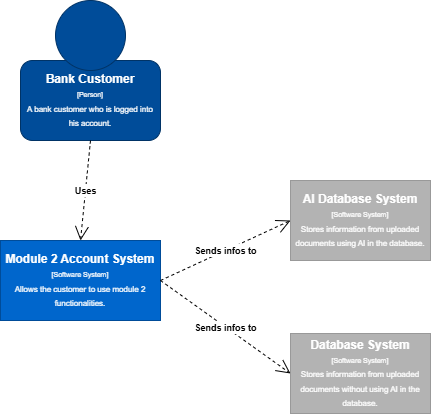 Bank Customer
[Person]
A bank customer who is logged into
his account.
Uses
Module 2 Account System
[Software System]
Allows the customer to use module 2
functionalities.
Sends infos to
AI Database System
[Software System]
Stores information from uploaded
documents using AI in the database.
Sends infos to
Database System
[Software System]
Stores information from uploaded
documents without using AI in the
database.